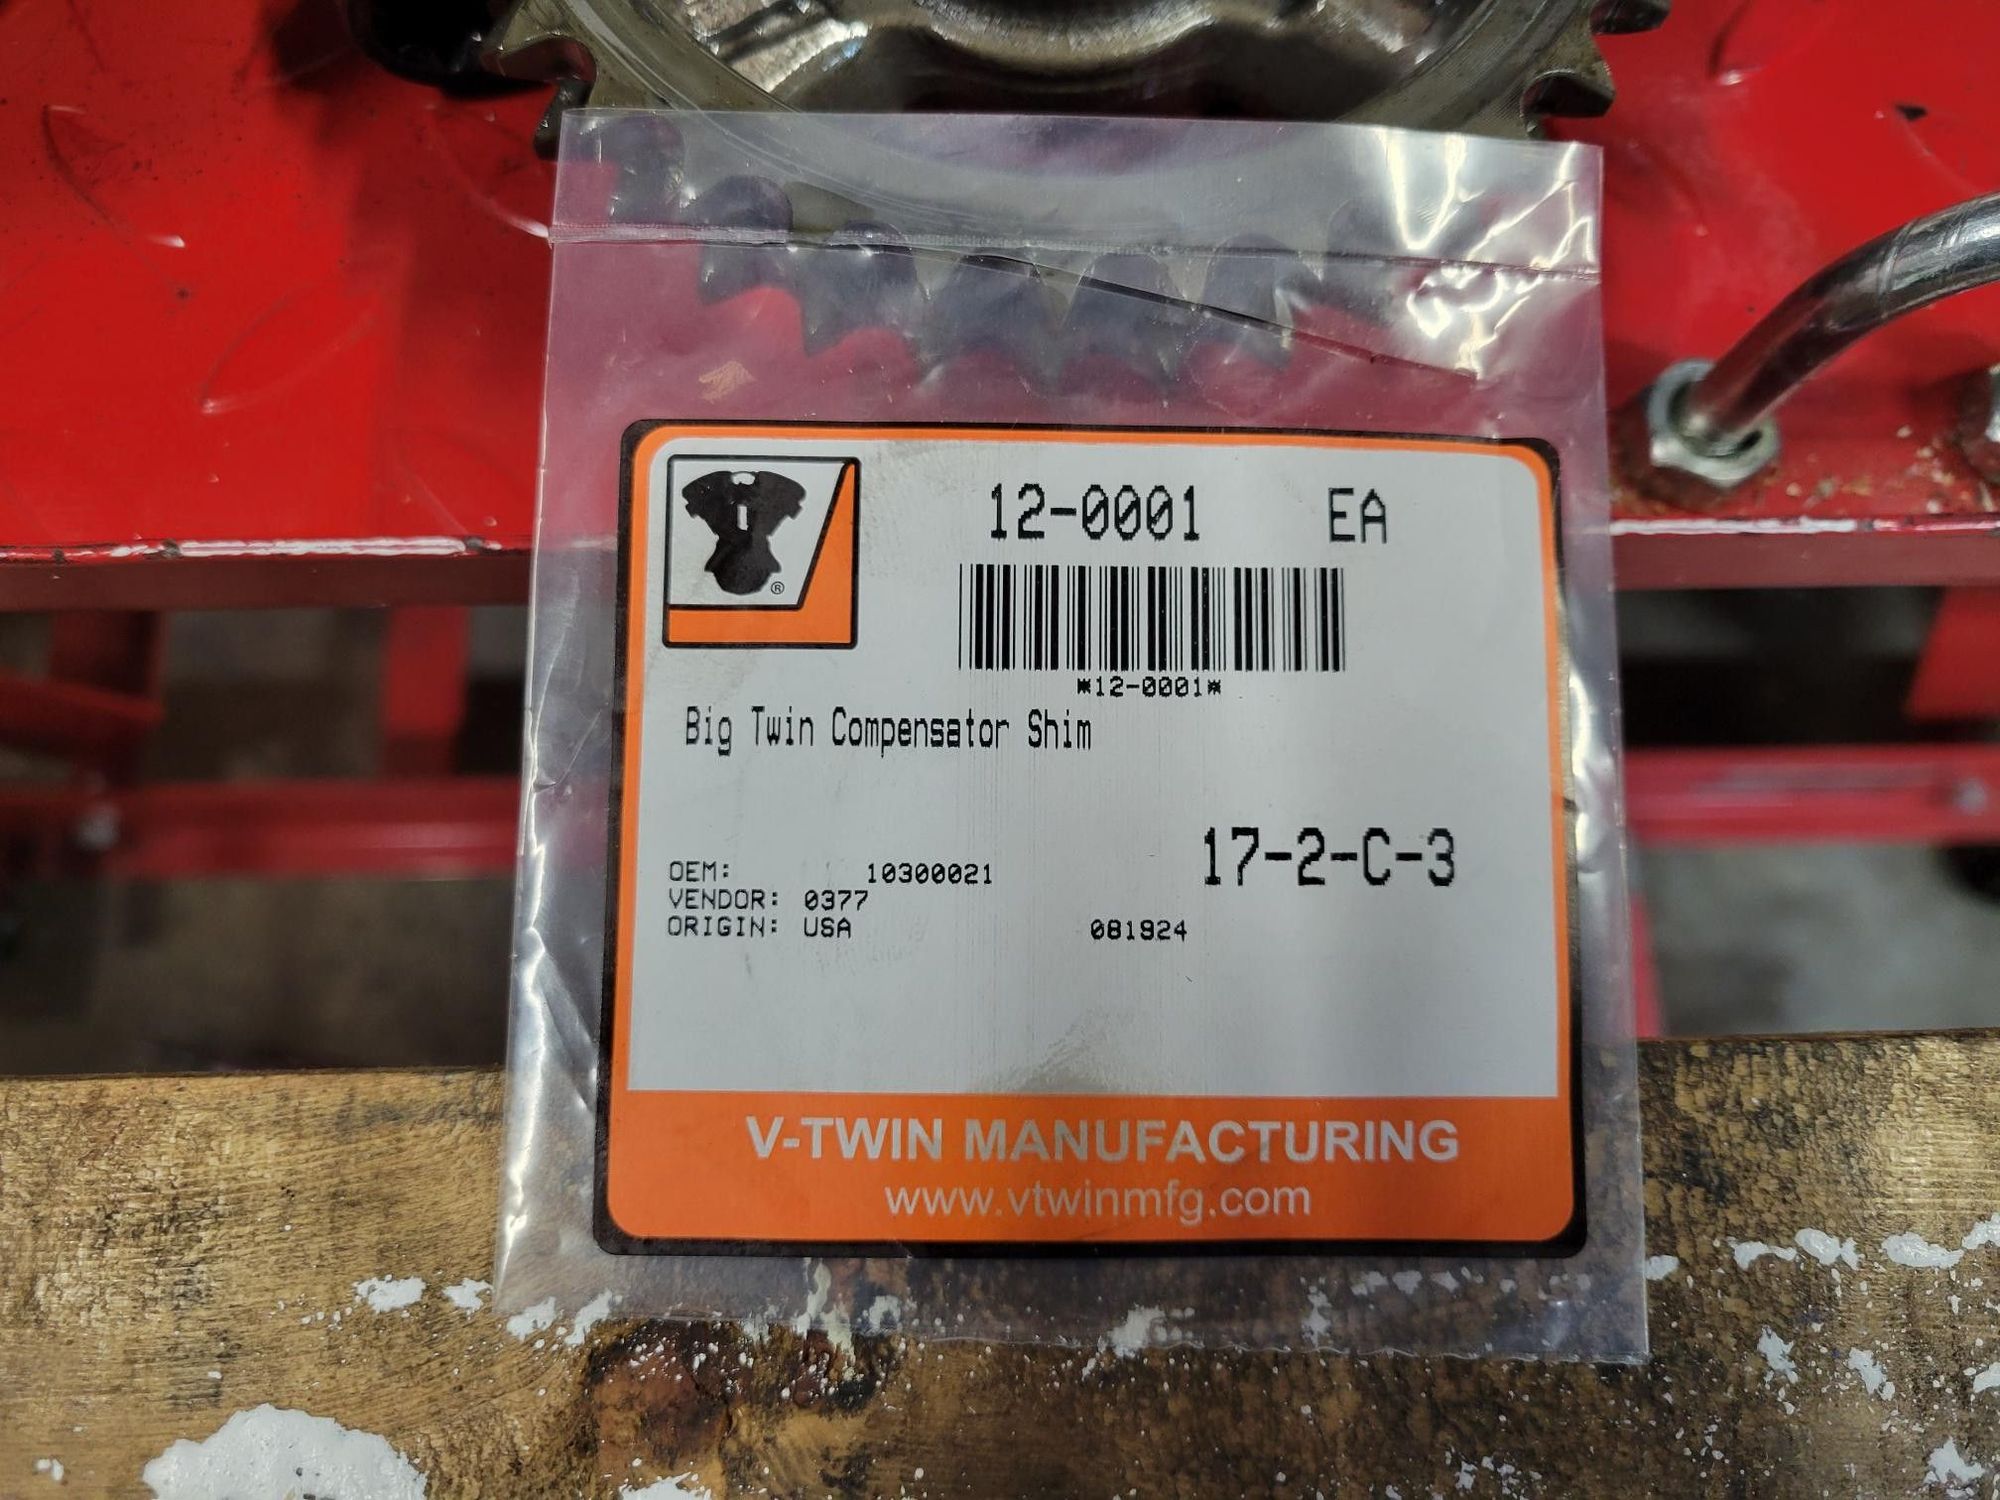 12-0001 EA
*12-0001*
Big Twin Compensator Shim
17-2-C-3
OEM: 10300021
VENDOR: 0377
ORIGIN: USA 081924
V-TWIN MANUFACTURING
www.vtwinmfg.com